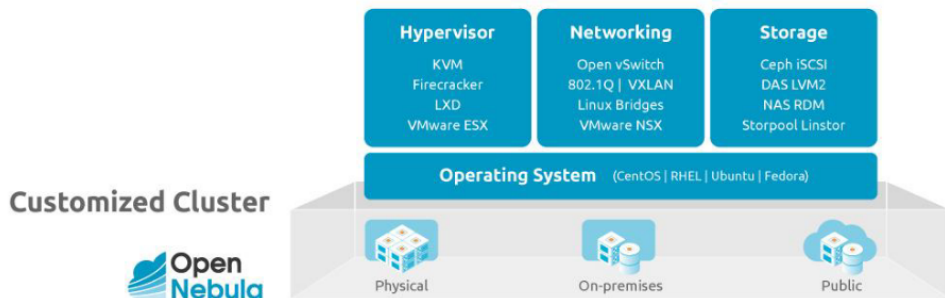 Hypervisor
KVM
Firecracker
LXD
VMware ESX
Networking
Open vSwitch
802.1Q | VXLAN
Linux Bridges
VMware NSX
Storage
Ceph iSCSI
DAS LVM2
NAS RDM
Storpool Linstor
Operating System (CentOS | RHEL | Ubuntu | Fedora)
Customized Cluster
Physical
On-premises
Public
Open
Nebula